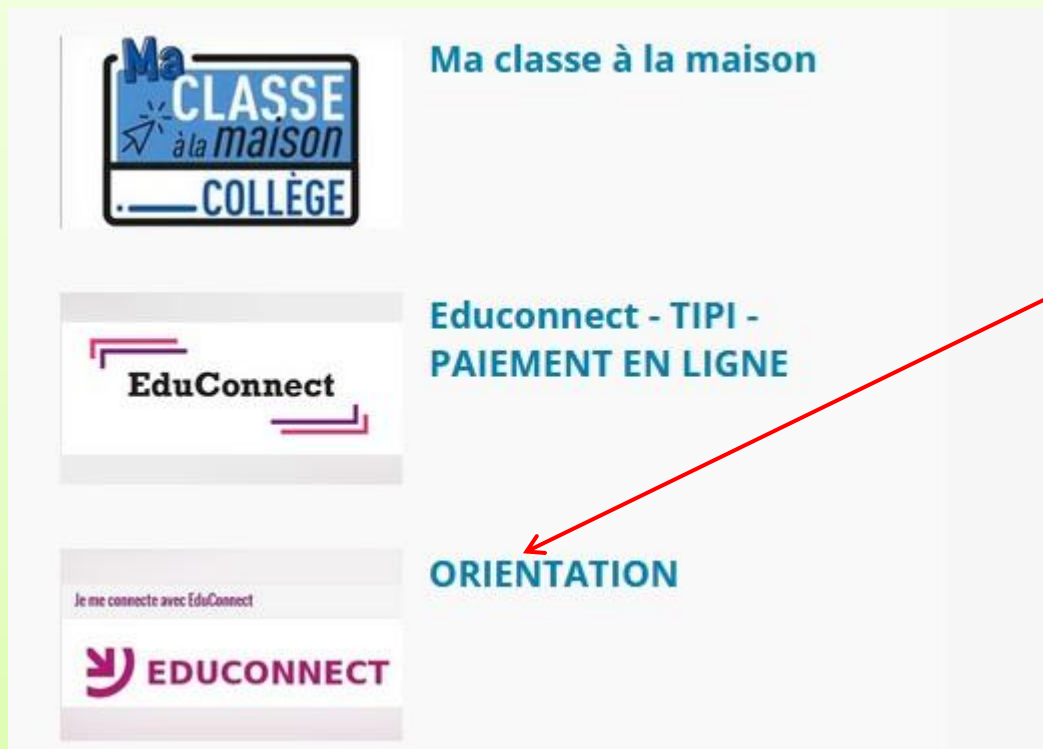 Ma
CLASSE
à la maison
COLLÈGE
Ma classe à la maison
EduConnect
Educonnect - TIPI -
PAIEMENT EN LIGNE
Je me connecte avec EduConnect
EDUCONNECT
ORIENTATION